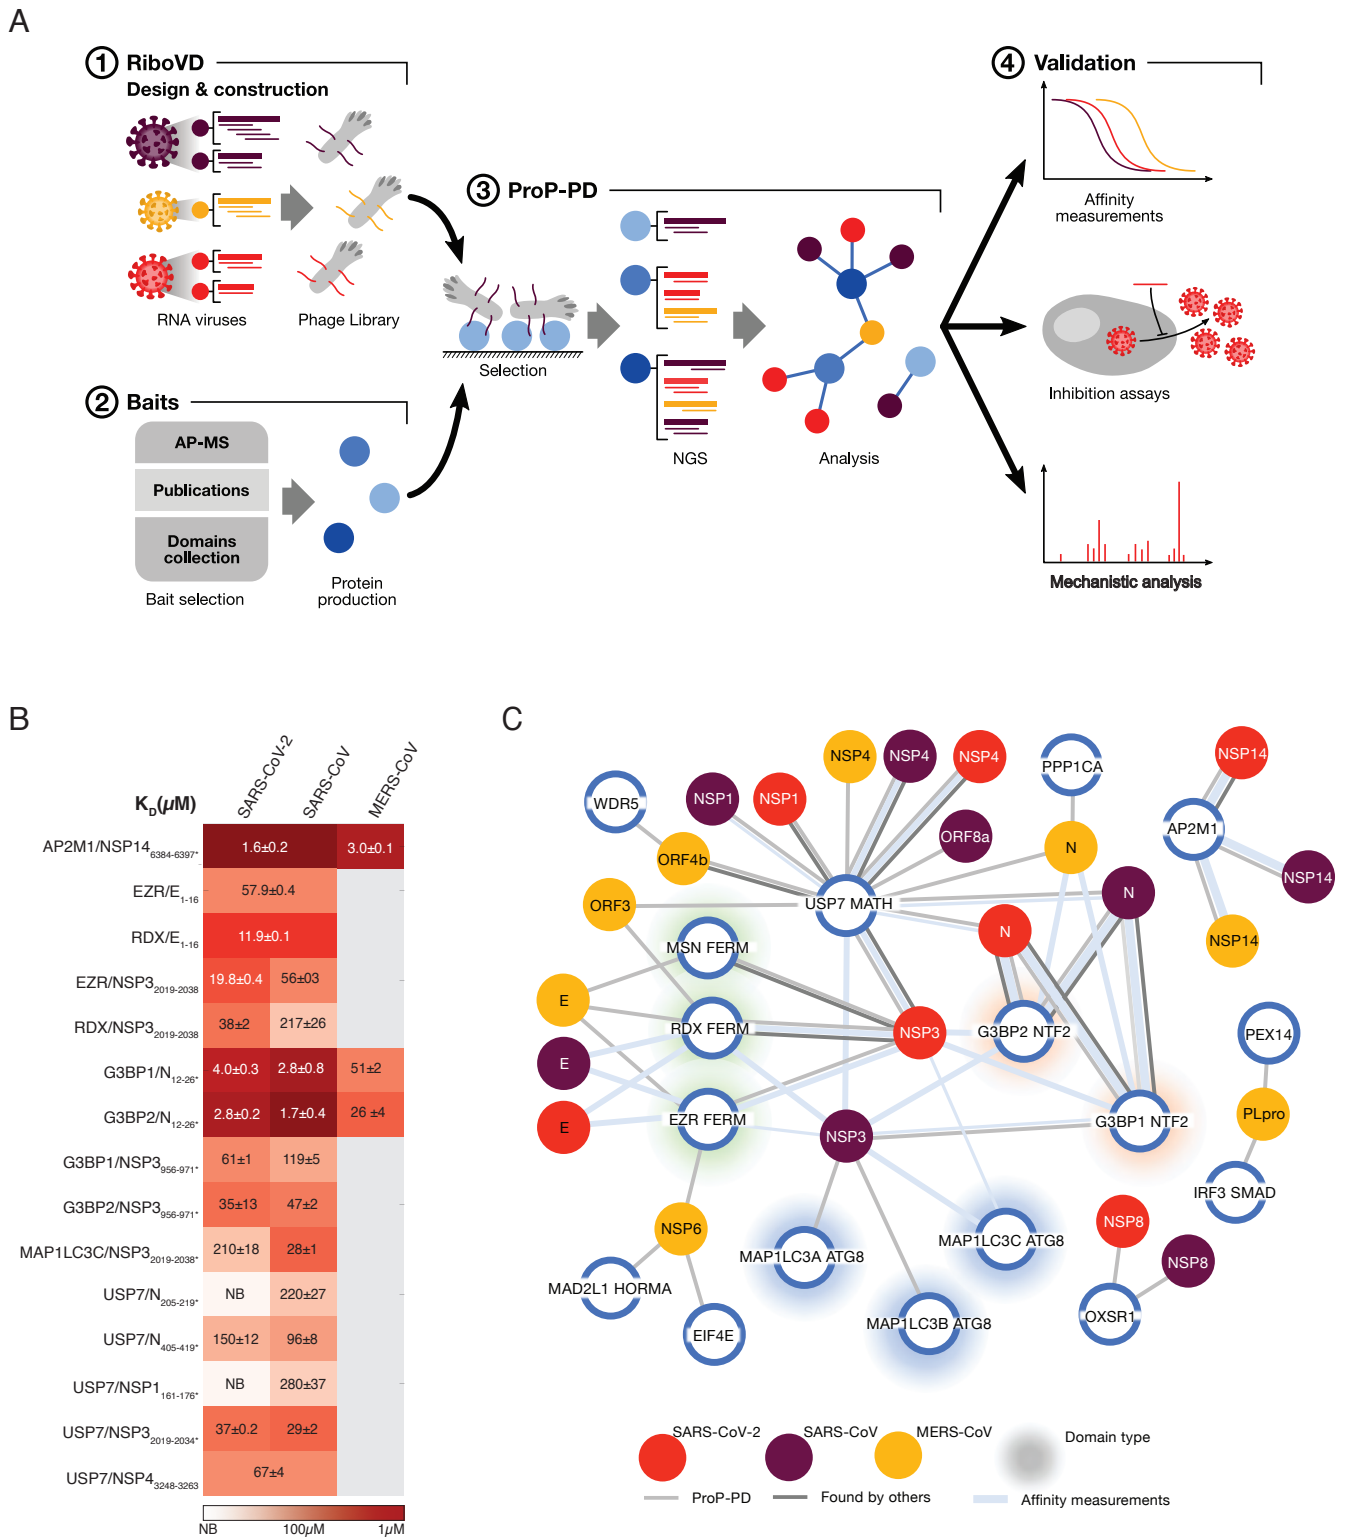 A
1 RiboVD
Design & construction
RNA viruses
Phage Library
2 Baits
AP-MS
Publications
Domains
collection
Bait selection
Protein
production
Selection
3 ProP-PD
NGS
Analysis
4 Validation
Affinity
measurements
Inhibition assays
Mechanistic analysis
B
K_D(µM)
SARS-CoV-2
SARS-CoV
MERS-CoV
AP2M1/NSP14 6384-6397* 1.6±0.2 3.0±0.1
EZR/E 1-16 57.9±0.4
RDX/E 1-16 11.9±0.1
EZR/NSP3 2019-2038 19.8±0.4 56±03
RDX/NSP3 2019-2038 38±2 217±26
G3BP1/N 12-26* 4.0±0.3 2.8±0.8 51±2
G3BP2/N 12-26* 2.8±0.2 1.7±0.4 26 ±4
G3BP1/NSP3 956-971* 61±1 119±5
G3BP2/NSP3 956-971* 35±13 47±2
MAP1LC3C/NSP3 2019-2038* 210±18 28±1
USP7/N 205-219* NB 220±27
USP7/N 405-419* 150±12 96±8
USP7/NSP1 161-176* NB 280±37
USP7/NSP3 2019-2034* 37±0.2 29±2
USP7/NSP4 3248-3263 67±4
NB 100µM 1µM
C
NSP4 NSP4 NSP4 PPP1CA NSP14
WDR5 NSP1 NSP1
AP2M1
ORF4b ORF8a N
NSP14
ORF3 USP7 MATH N
N NSP14
MSN FERM
E
RDX FERM NSP3 G3BP2 NTF2 PEX14
E
E EZR FERM NSP3 G3BP1 NTF2 PLpro
IRF3 SMAD
NSP6 NSP8
MAP1LC3A ATG8 MAP1LC3C ATG8
NSP8
MAD2L1 HORMA
EIF4E MAP1LC3B ATG8 OXSR1
SARS-CoV-2 SARS-CoV MERS-CoV Domain type
ProP-PD Found by others Affinity measurements